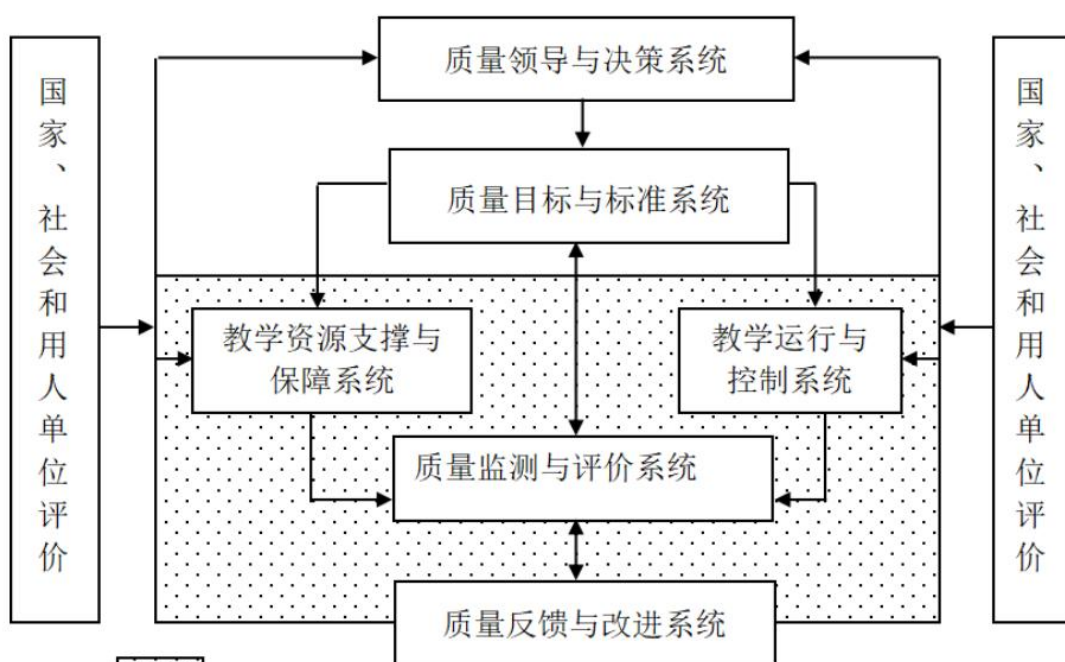 质量领导与决策系统
国家、社会和用人单位评价
国家、社会和用人单位评价
质量目标与标准系统
教学资源支撑与
保障系统
教学运行与
控制系统
质量监测与评价系统
质量反馈与改进系统